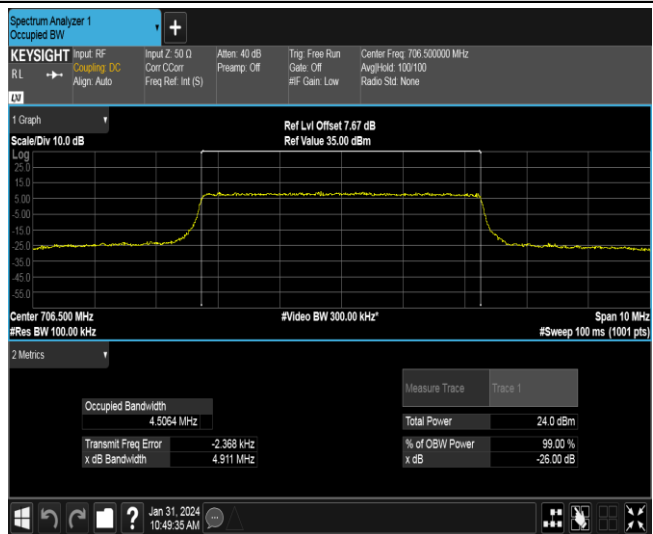 Spectrum Analyzer 1
Occupied BW
+
KEYSIGHT Input: RF Input Z: 50 Ω Atten: 40 dB Trig: Free Run Center Freq: 706.500000 MHz
RL Coupling: DC Corr CCorr Preamp: Off Gate: Off Avg|Hold: 100/100
Align: Auto Freq Ref: Int (S) #IF Gain: Low Radio Std: None
LXI
1 Graph
Ref Lvl Offset 7.67 dB
Scale/Div 10.0 dB Ref Value 35.00 dBm
Log
25.0
15.0
5.00
-5.00
-15.0
-25.0
-35.0
-45.0
-55.0
Center 706.500 MHz #Video BW 300.00 kHz* Span 10 MHz
#Res BW 100.00 kHz #Sweep 100 ms (1001 pts)
2 Metrics
Measure Trace Trace 1
Occupied Bandwidth
4.5064 MHz
Total Power 24.0 dBm
Transmit Freq Error -2.368 kHz % of OBW Power 99.00 %
x dB Bandwidth 4.911 MHz x dB -26.00 dB
? Jan 31, 2024
10:49:35 AM